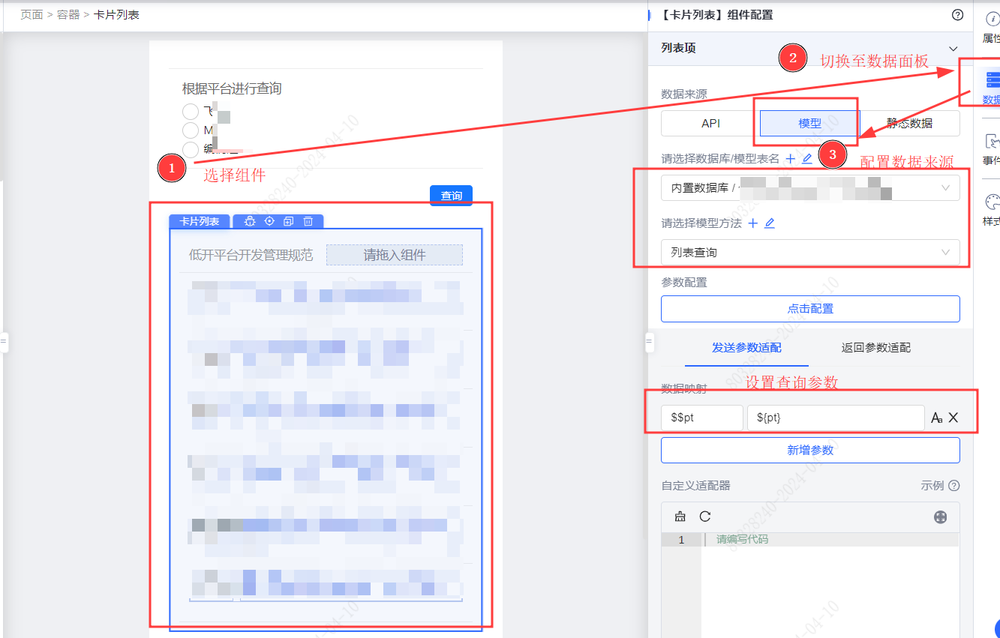 页面 > 容器 > 卡片列表
根据平台进行查询
飞
M
1
选择组件
查询
卡片列表
低开平台开发管理规范
请拖入组件
【卡片列表】组件配置
列表项
2
切换至数据面板
数据来源
API
模型
静态数据
请选择数据库/模型表名
3
配置数据来源
内置数据库 /
请选择模型方法
列表查询
参数配置
点击配置
发送参数适配
返回参数适配
数据映射
设置查询参数
$$pt
${pt}
新增参数
自定义适配器
示例
1
请编写代码
属性
数据
事件
样式
80328240-2024-04-10